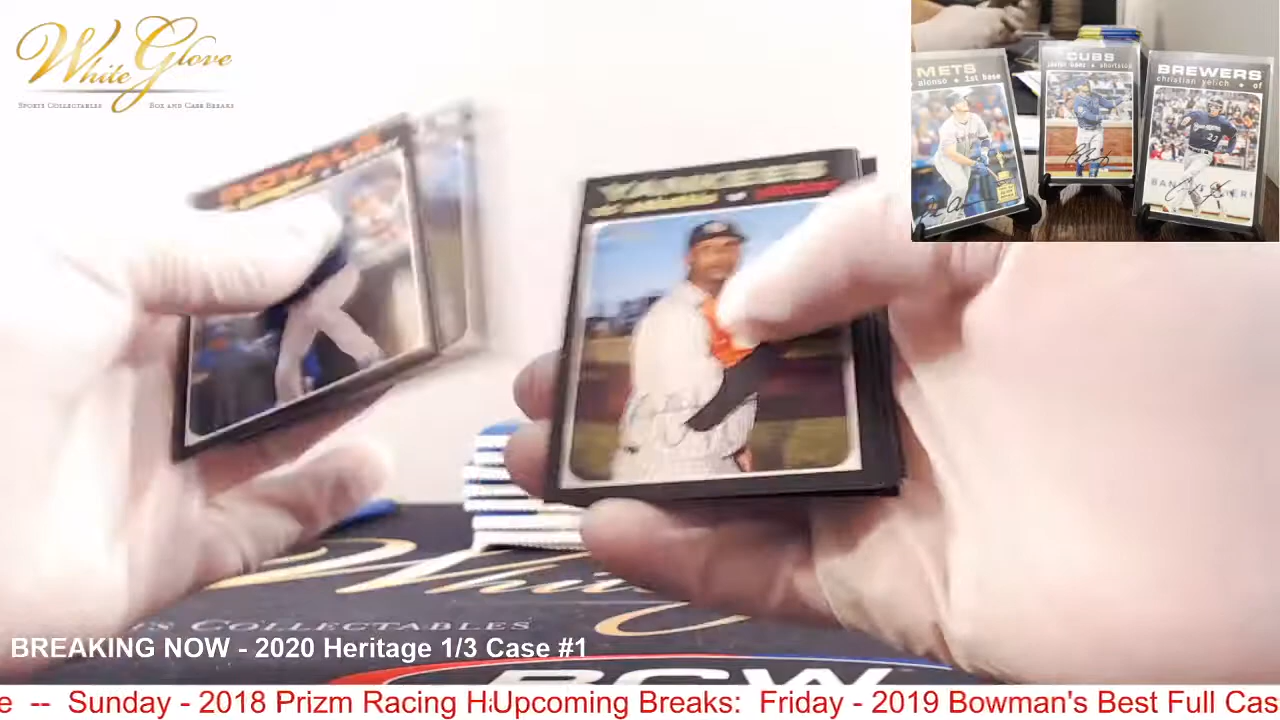 White Glove
SPORTS COLLECTABLES BOX AND CASE BREAKS
METS
alonso • 1st base
CUBS
javier baez • shortstop
BREWERS
christian yelich • of
ROYALS
YANKEES
COLLECTABLES
BREAKING NOW - 2020 Heritage 1/3 Case #1
e -- Sunday - 2018 Prizm Racing H
Upcoming Breaks: Friday - 2019 Bowman's Best Full Cas